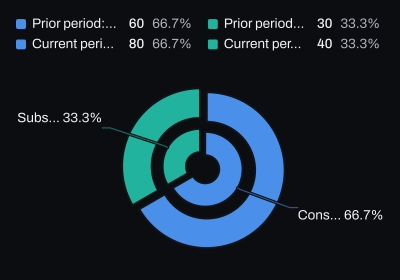 Prior period:... 60 66.7% Prior period... 30 33.3%
Current peri... 80 66.7% Current per... 40 33.3%
Subs... 33.3%
Cons... 66.7%